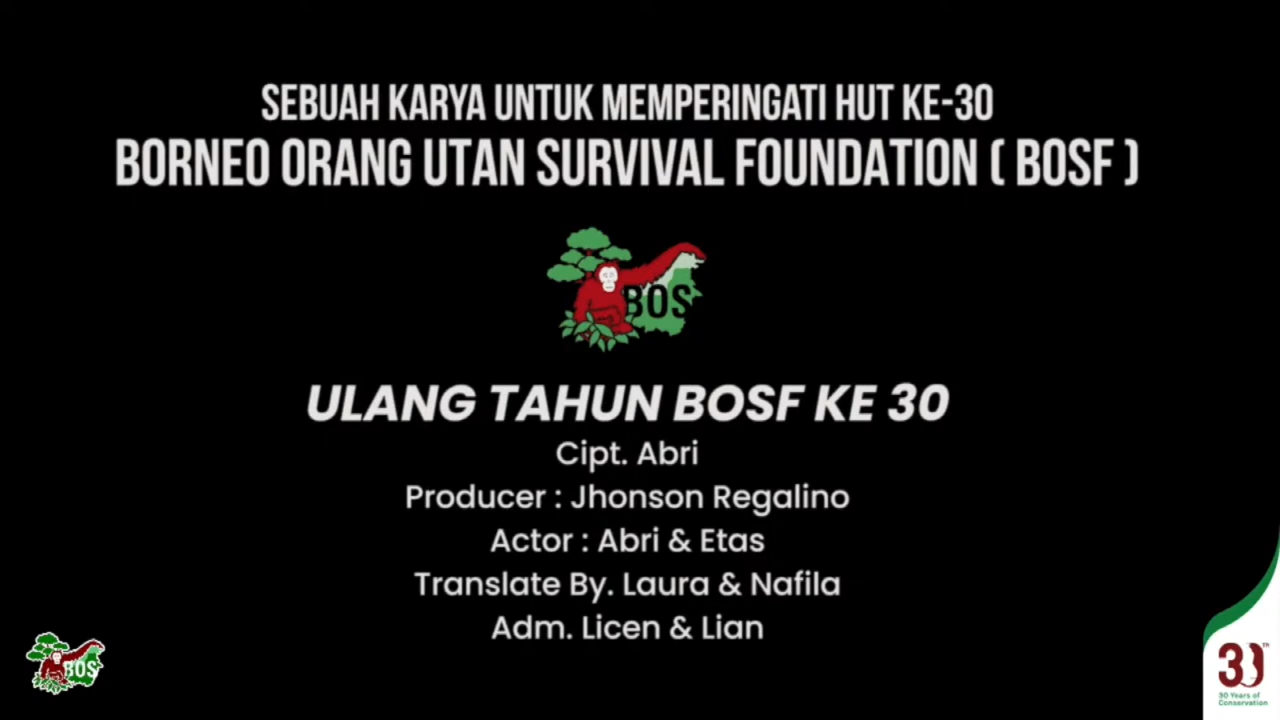 SEBUAH KARYA UNTUK MEMPERINGATI HUT KE-30
BORNEO ORANG UTAN SURVIVAL FOUNDATION ( BOSF )
BOS
ULANG TAHUN BOSF KE 30
Cipt. Abri
Producer : Jhonson Regalino
Actor : Abri & Etas
Translate By. Laura & Nafila
Adm. Licen & Lian
BOS
30 TH
30 Years of
Conservation